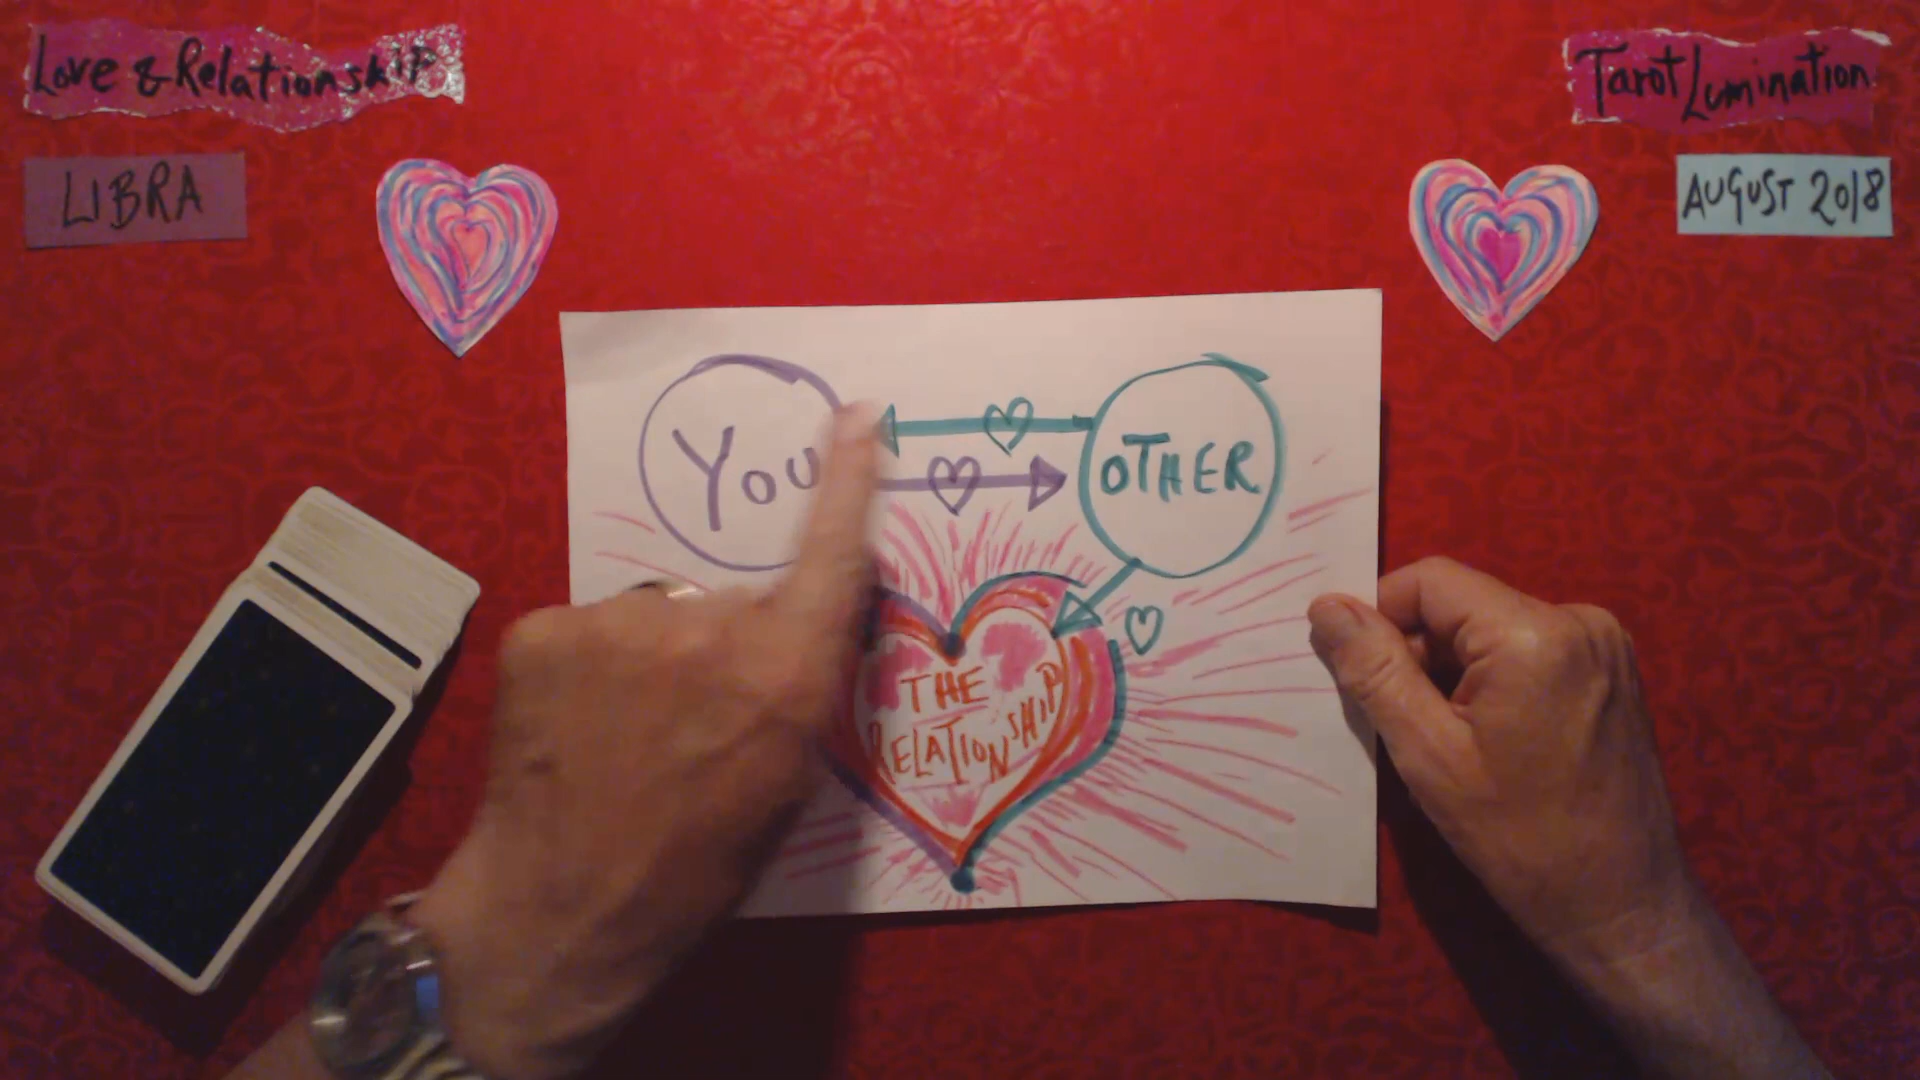 Love & Relationship
Tarot Lumination
LIBRA
AUGUST 2018
YOU
OTHER
THE
RELATIONSHIP